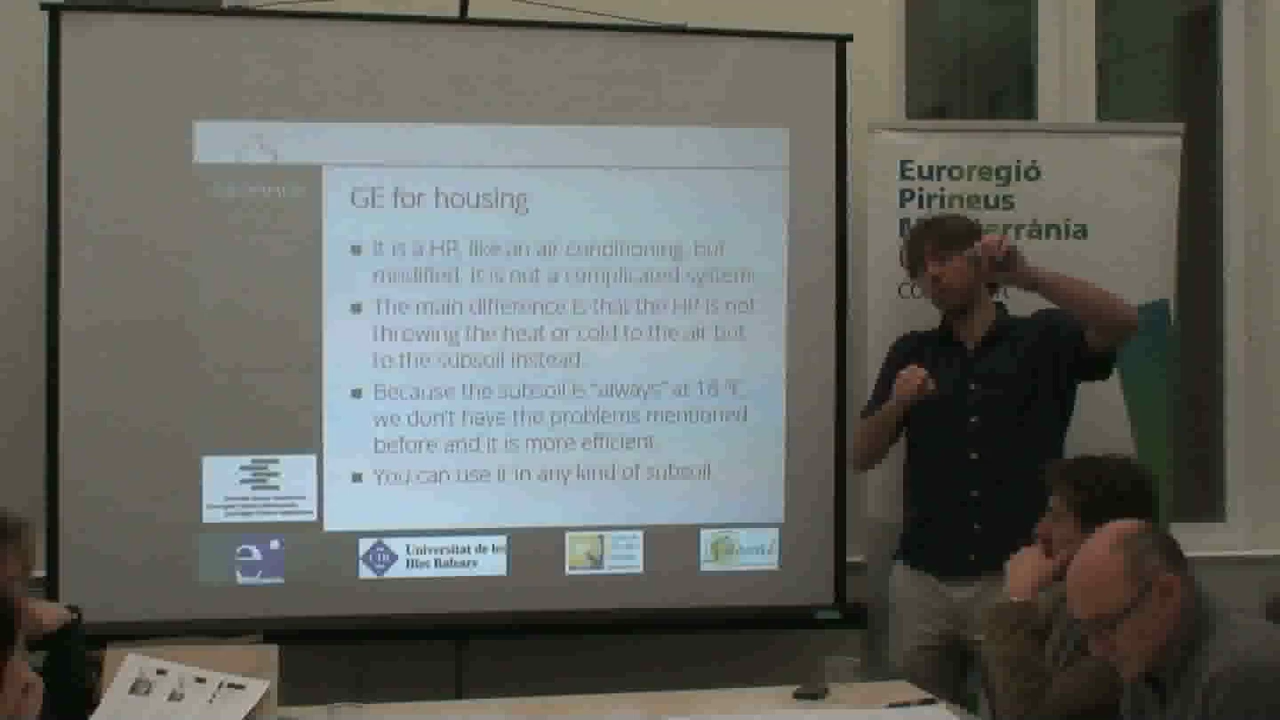 GE for housing
It is a HP, like an air conditioning, but
modified. It is not a complicated system.
The main difference is that the HP is not
throwing the heat or cold to the air but
to the subsoil instead.
Because the subsoil is "always" at 16 ºC,
we don't have the problems mentioned
before and it is more efficient.
You can use it in any kind of subsoil.
Universitat de les
Illes Balears
Euroregió
Pirineus